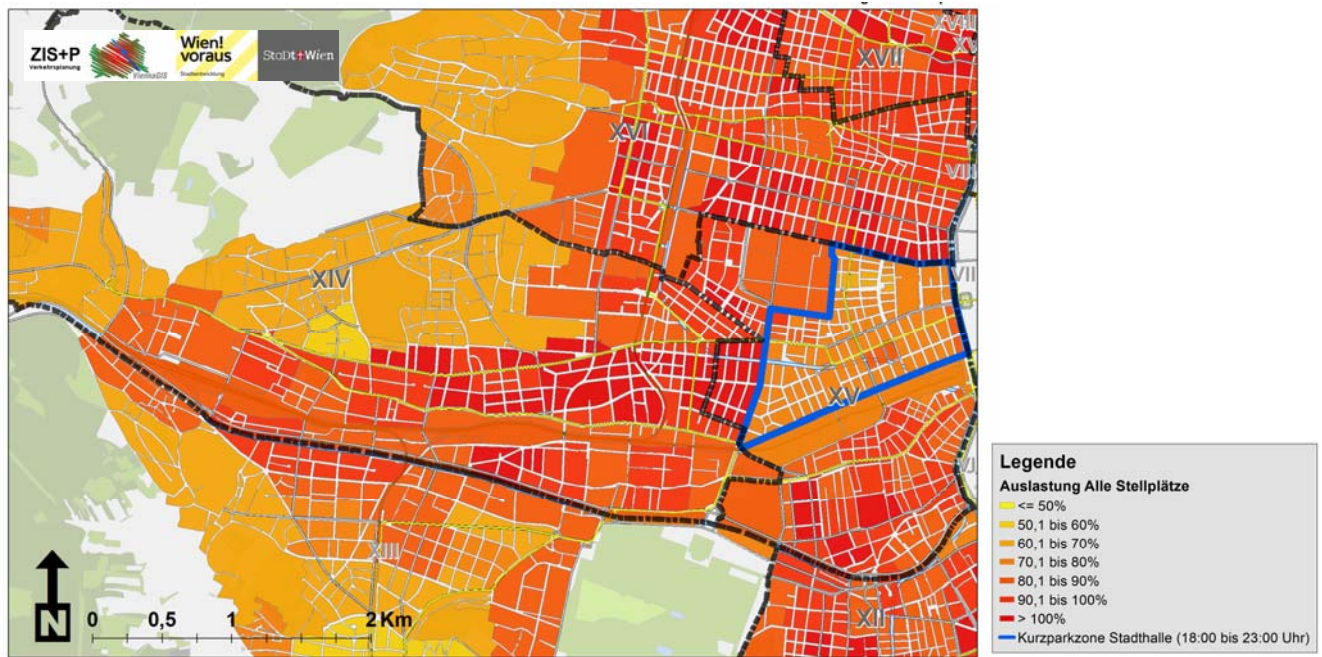 ZIS+P
Verkehrsplanung
ViennaGIS
Wien!
voraus
Stadtentwicklung
StaDt Wien
XVIII
XV
XVII
XVI
VIII
XIV
VII
XV
XIII
XII
N
0 0,5 1 2 Km
Legende
Auslastung Alle Stellplätze
<= 50%
50,1 bis 60%
60,1 bis 70%
70,1 bis 80%
80,1 bis 90%
90,1 bis 100%
> 100%
Kurzparkzone Stadthalle (18:00 bis 23:00 Uhr)